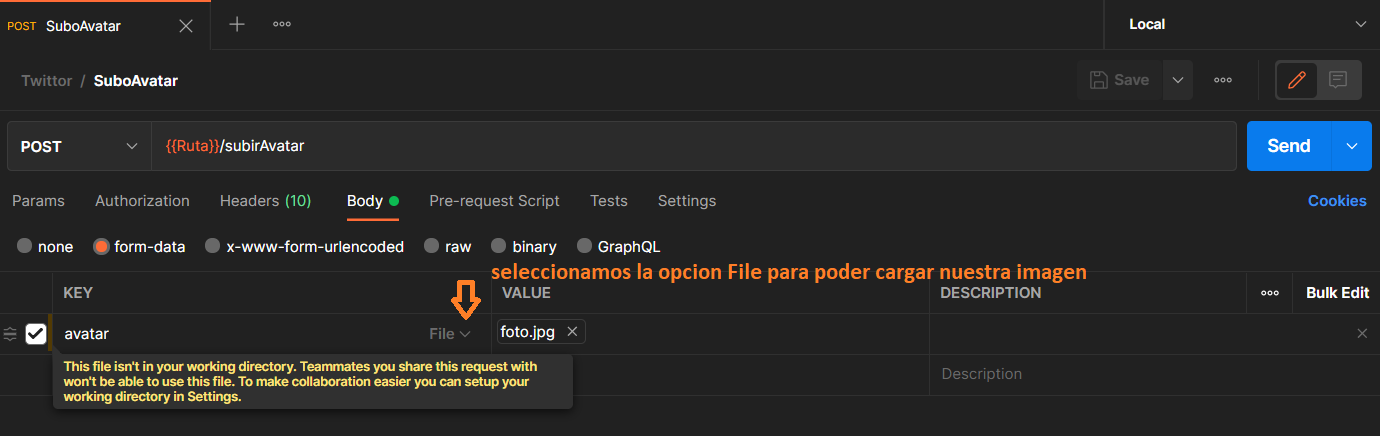 POST SuboAvatar
Local
Twittor / SuboAvatar
Save
POST {{Ruta}}/subirAvatar Send
Params Authorization Headers (10) Body Pre-request Script Tests Settings Cookies
none form-data x-www-form-urlencoded raw binary GraphQL
seleccionamos la opcion File para poder cargar nuestra imagen
KEY VALUE DESCRIPTION Bulk Edit
avatar File foto.jpg
This file isn't in your working directory. Teammates you share this request with
won't be able to use this file. To make collaboration easier you can setup your
working directory in Settings.
Description